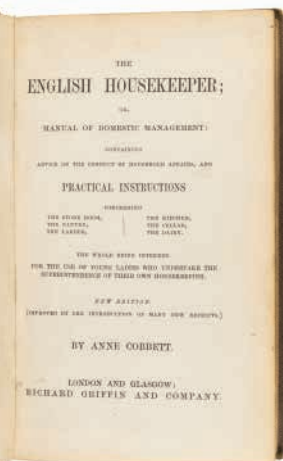 THE
ENGLISH HOUSEKEEPER;
OR,
MANUAL OF DOMESTIC MANAGEMENT:
CONTAINING
ADVICE ON THE CONDUCT OF HOUSEHOLD AFFAIRS, AND
PRACTICAL INSTRUCTIONS
CONCERNING
THE STORE ROOM, THE KITCHEN,
THE PANTRY, THE CELLAR,
THE LARDER, THE DAIRY.
THE WHOLE BEING INTENDED
FOR THE USE OF YOUNG LADIES WHO UNDERTAKE THE
SUPERINTENDENCE OF THEIR OWN HOUSEKEEPING.
NEW EDITION
(IMPROVED BY THE INTRODUCTION OF MANY NEW RECEIPTS.)
BY ANNE COBBETT.
LONDON AND GLASGOW:
RICHARD GRIFFIN AND COMPANY.